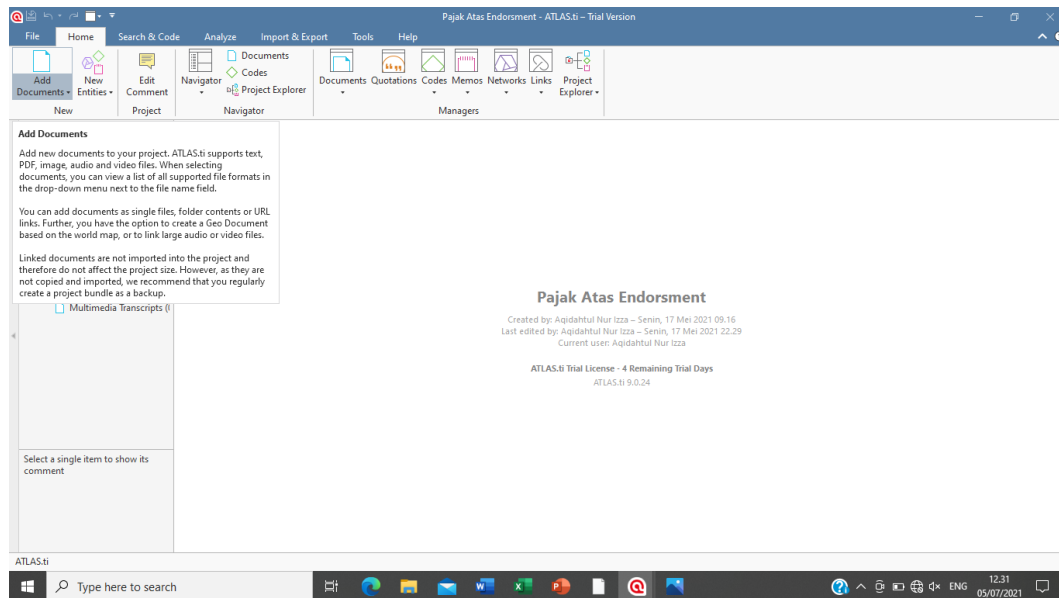 Pajak Atas Endorsment - ATLAS.ti – Trial Version
File Home Search & Code Analyze Import & Export Tools Help
Add Documents
New Entities
Edit Comment
Navigator
Documents
Codes
Project Explorer
Documents Quotations Codes Memos Networks Links Project Explorer
New Project Navigator Managers
Add Documents
Add new documents to your project. ATLAS.ti supports text,
PDF, image, audio and video files. When selecting
documents, you can view a list of all supported file formats in
the drop-down menu next to the file name field.
You can add documents as single files, folder contents or URL
links. Further, you have the option to create a Geo Document
based on the world map, or to link large audio or video files.
Linked documents are not imported into the project and
therefore do not affect the project size. However, as they are
not copied and imported, we recommend that you regularly
create a project bundle as a backup.
Multimedia Transcripts (
Pajak Atas Endorsment
Created by: Aqidahtul Nur Izza – Senin, 17 Mei 2021 09.16
Last edited by: Aqidahtul Nur Izza – Senin, 17 Mei 2021 22.29
Current user: Aqidahtul Nur Izza
ATLAS.ti Trial License - 4 Remaining Trial Days
ATLAS.ti 9.0.24
Select a single item to show its
comment
ATLAS.ti
Type here to search
ENG
12.31
05/07/2021